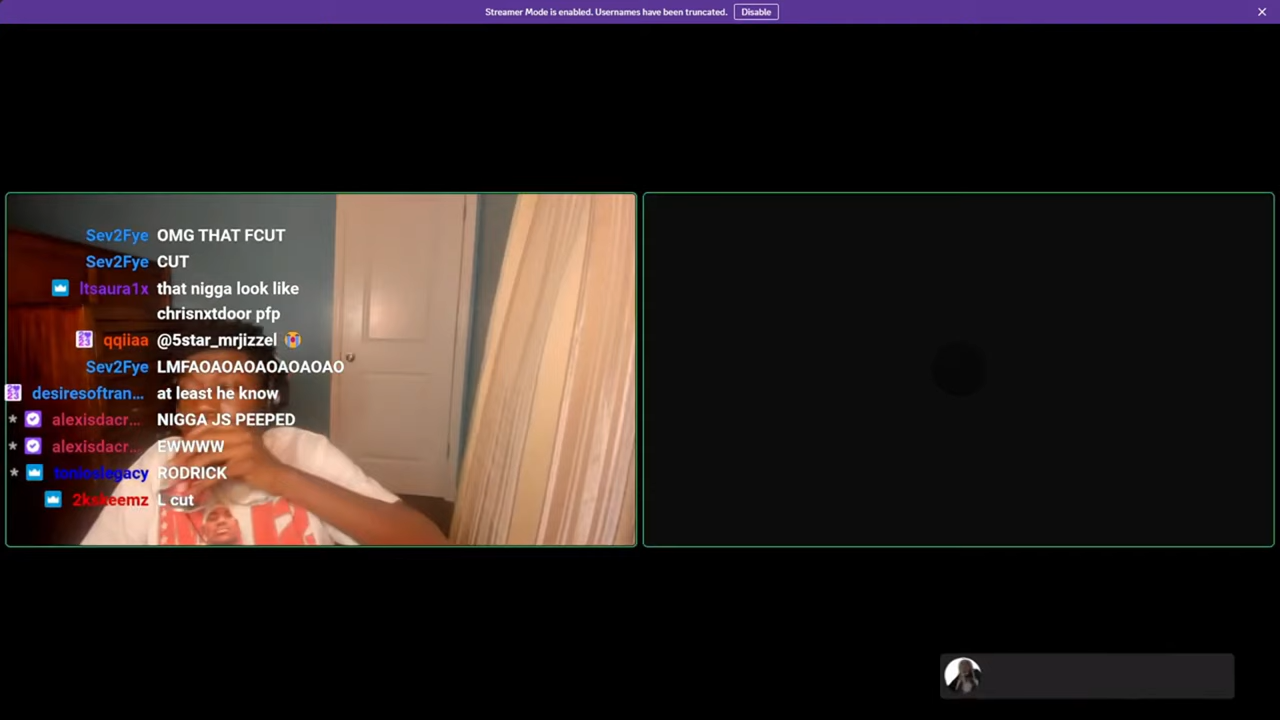 Streamer Mode is enabled. Usernames have been truncated. Disable
Sev2Fye OMG THAT FCUT
Sev2Fye CUT
ltsaura1x that nigga look like
chrisnxtdoor pfp
qqiiaa @5star_mrjizzel
Sev2Fye LMFAOAOAOAOAOAOAO
desiresoftran... at least he know
alexisdacr... NIGGA JS PEEPED
alexisdacr... EWWWW
tonioslegacy RODRICK
2kskeemz L cut